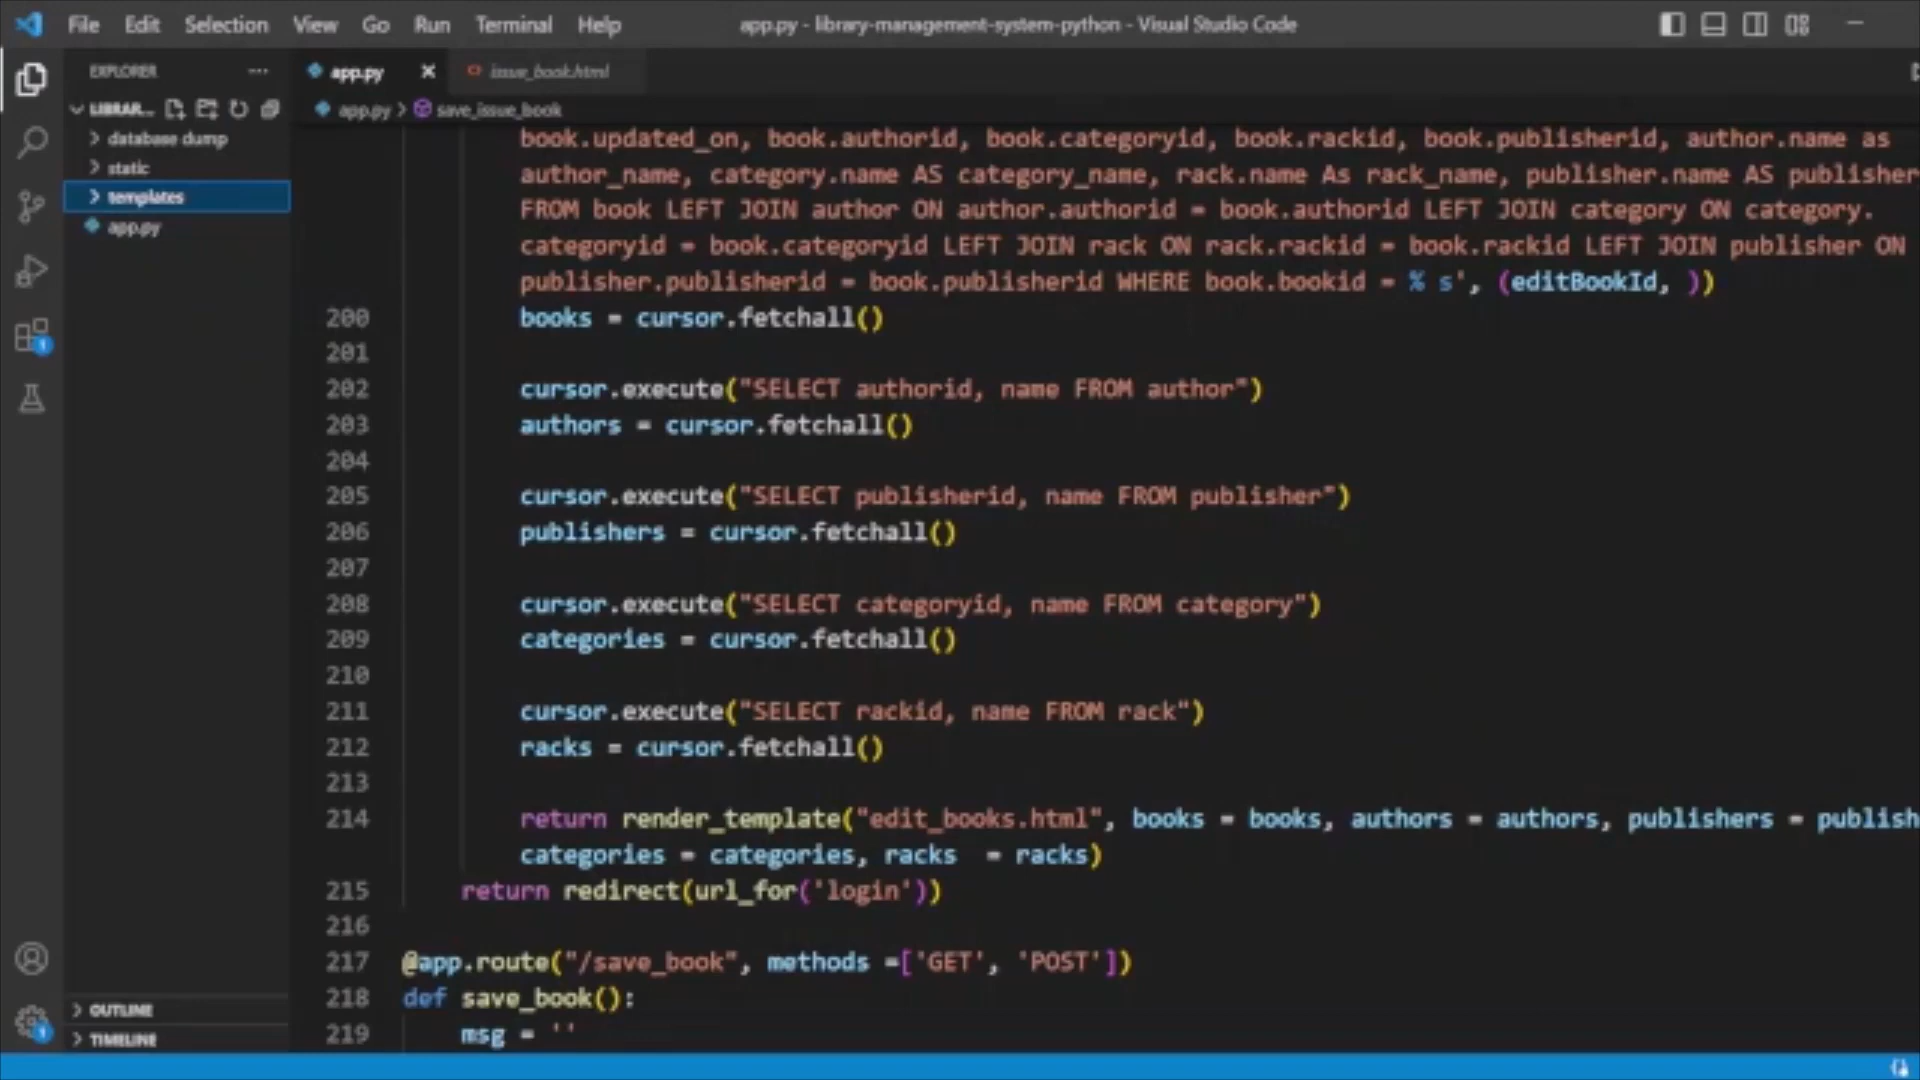 File Edit Selection View Go Run Terminal Help app.py - library-management-system-python - Visual Studio Code
EXPLORER ···
app.py issue_book.html
LIBRAR...
app.py > save_issue_book
database dump
static
templates
app.py
book.updated_on, book.authorid, book.categoryid, book.rackid, book.publisherid, author.name as
author_name, category.name AS category_name, rack.name As rack_name, publisher.name AS publisher
FROM book LEFT JOIN author ON author.authorid = book.authorid LEFT JOIN category ON category.
categoryid = book.categoryid LEFT JOIN rack ON rack.rackid = book.rackid LEFT JOIN publisher ON
publisher.publisherid = book.publisherid WHERE book.bookid = % s', (editBookId, ))
200 books = cursor.fetchall()
201
202 cursor.execute("SELECT authorid, name FROM author")
203 authors = cursor.fetchall()
204
205 cursor.execute("SELECT publisherid, name FROM publisher")
206 publishers = cursor.fetchall()
207
208 cursor.execute("SELECT categoryid, name FROM category")
209 categories = cursor.fetchall()
210
211 cursor.execute("SELECT rackid, name FROM rack")
212 racks = cursor.fetchall()
213
214 return render_template("edit_books.html", books = books, authors = authors, publishers = publish
categories = categories, racks = racks)
215 return redirect(url_for('login'))
216
217 @app.route("/save_book", methods =['GET', 'POST'])
218 def save_book():
219 msg = ''
OUTLINE
TIMELINE
1
1